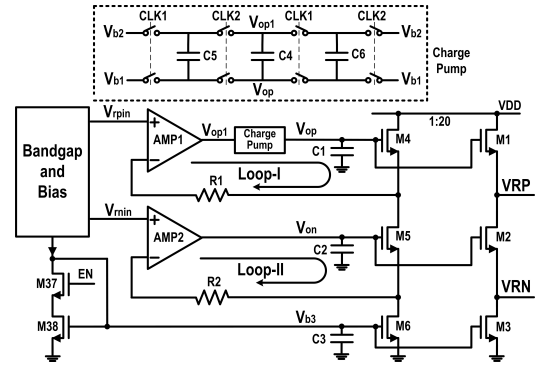 CLK1 CLK2 Vop1 CLK1 CLK2
Vb2 Vb2
C5 C4 C6
Charge
Pump
Vb1 Vop Vb1
VDD
1:20
Bandgap
and
Bias
Vrpin
AMP1
Vop1
Charge
Pump
Vop
C1
M4
M1
Loop-I
R1
VRP
Vrnin
AMP2
Von
C2
M5
M2
Loop-II
R2
VRN
M37
EN
M38
Vb3
C3
M6
M3